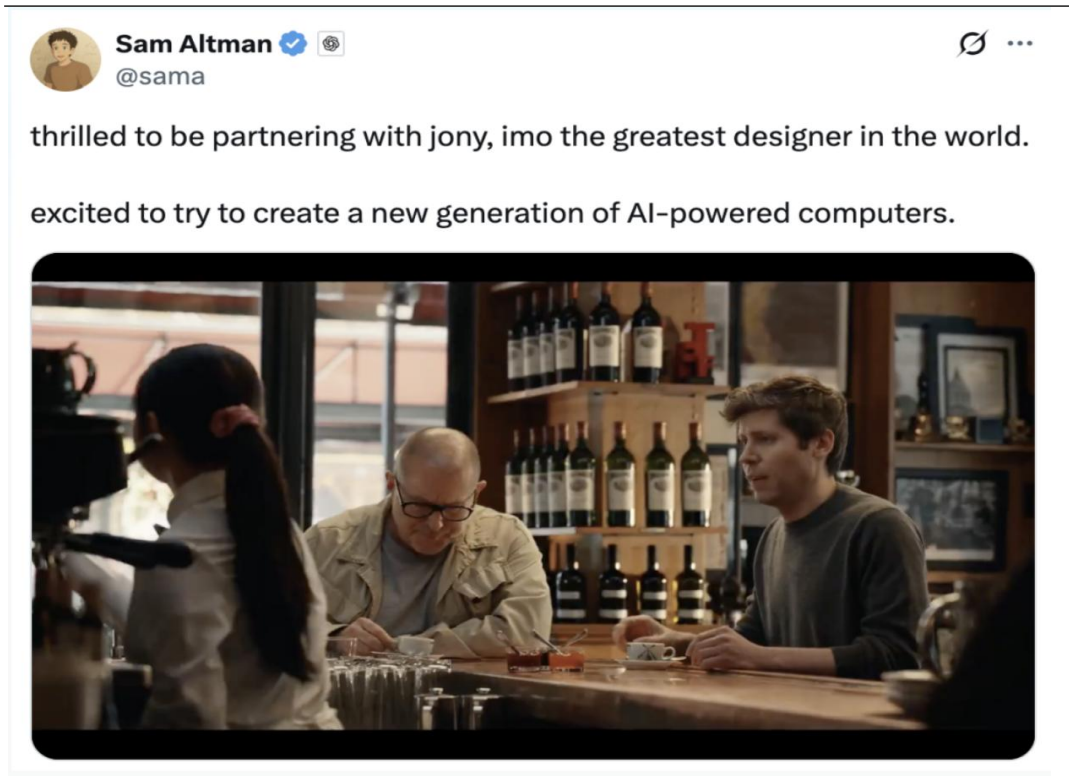 Sam Altman
@sama
thrilled to be partnering with jony, imo the greatest designer in the world.
excited to try to create a new generation of AI-powered computers.